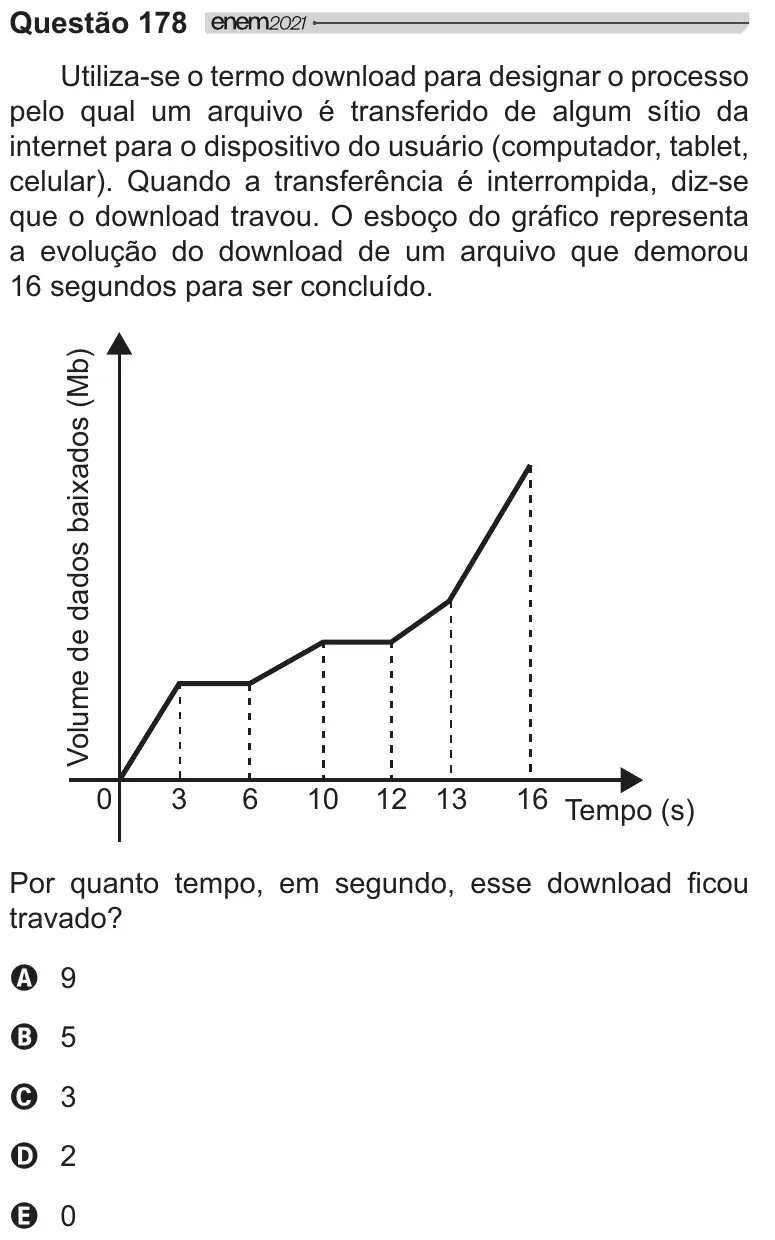 Questão 178 enem2021
Utiliza-se o termo download para designar o processo
pelo qual um arquivo é transferido de algum sítio da
internet para o dispositivo do usuário (computador, tablet,
celular). Quando a transferência é interrompida, diz-se
que o download travou. O esboço do gráfico representa
a evolução do download de um arquivo que demorou
16 segundos para ser concluído.
Volume de dados baixados (Mb)
0 3 6 10 12 13 16 Tempo (s)
Por quanto tempo, em segundo, esse download ficou
travado?
A 9
B 5
C 3
D 2
E 0